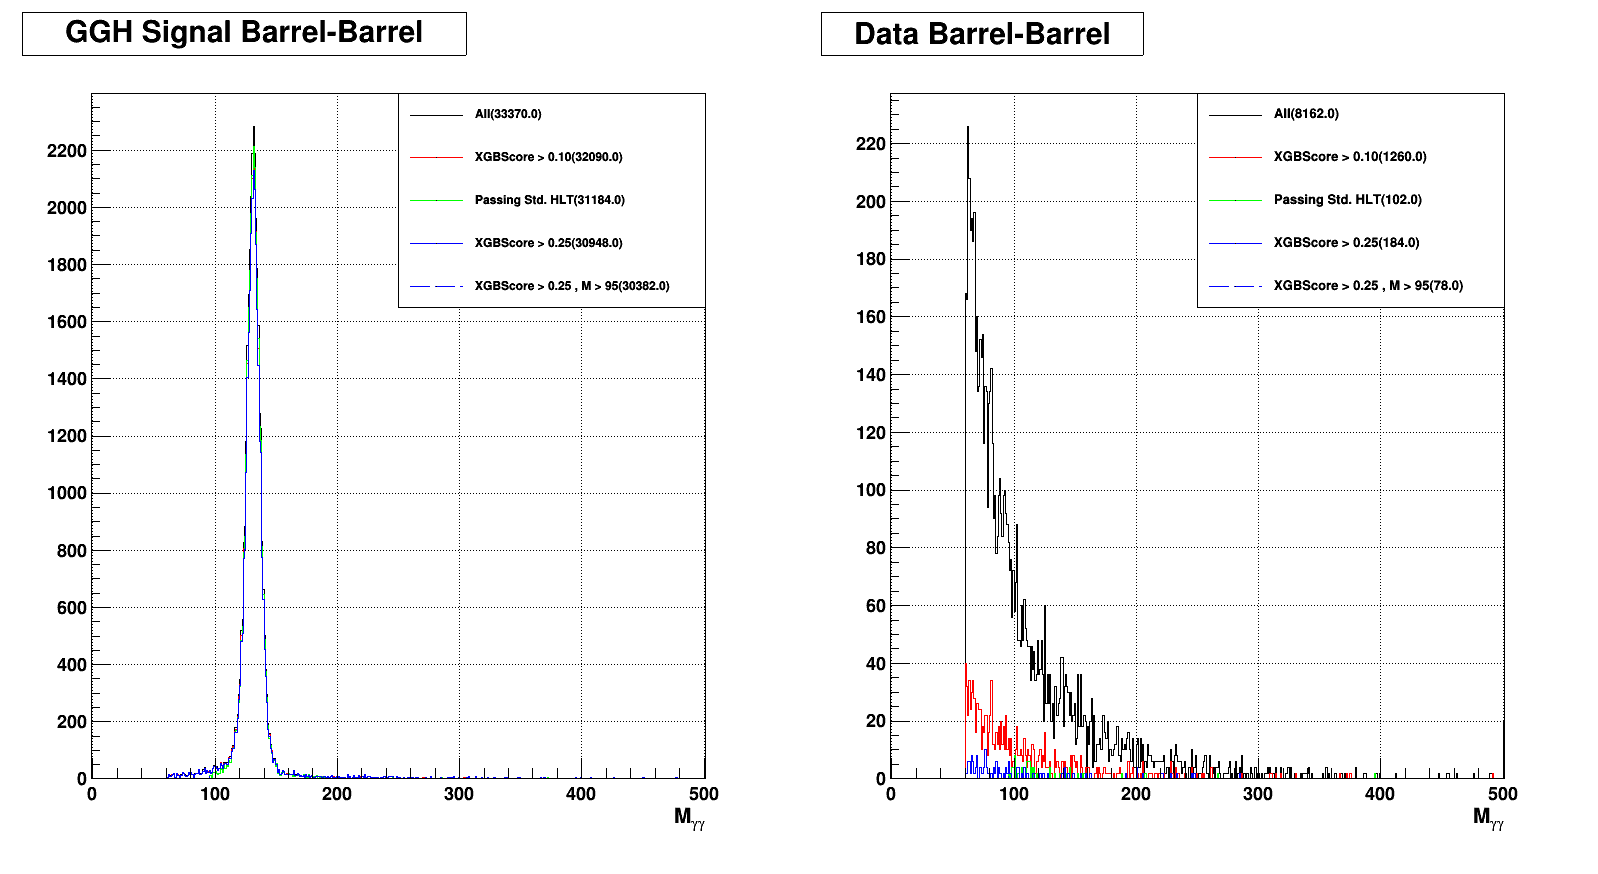 GGH Signal Barrel-Barrel
All(33370.0)
XGBScore > 0.10(32090.0)
Passing Std. HLT(31184.0)
XGBScore > 0.25(30948.0)
XGBScore > 0.25 , M > 95(30382.0)
2200
2000
1800
1600
1400
1200
1000
800
600
400
200
0
0 100 200 300 400 500
Mγγ
Data Barrel-Barrel
All(8162.0)
XGBScore > 0.10(1260.0)
Passing Std. HLT(102.0)
XGBScore > 0.25(184.0)
XGBScore > 0.25 , M > 95(78.0)
220
200
180
160
140
120
100
80
60
40
20
0
0 100 200 300 400 500
Mγγ